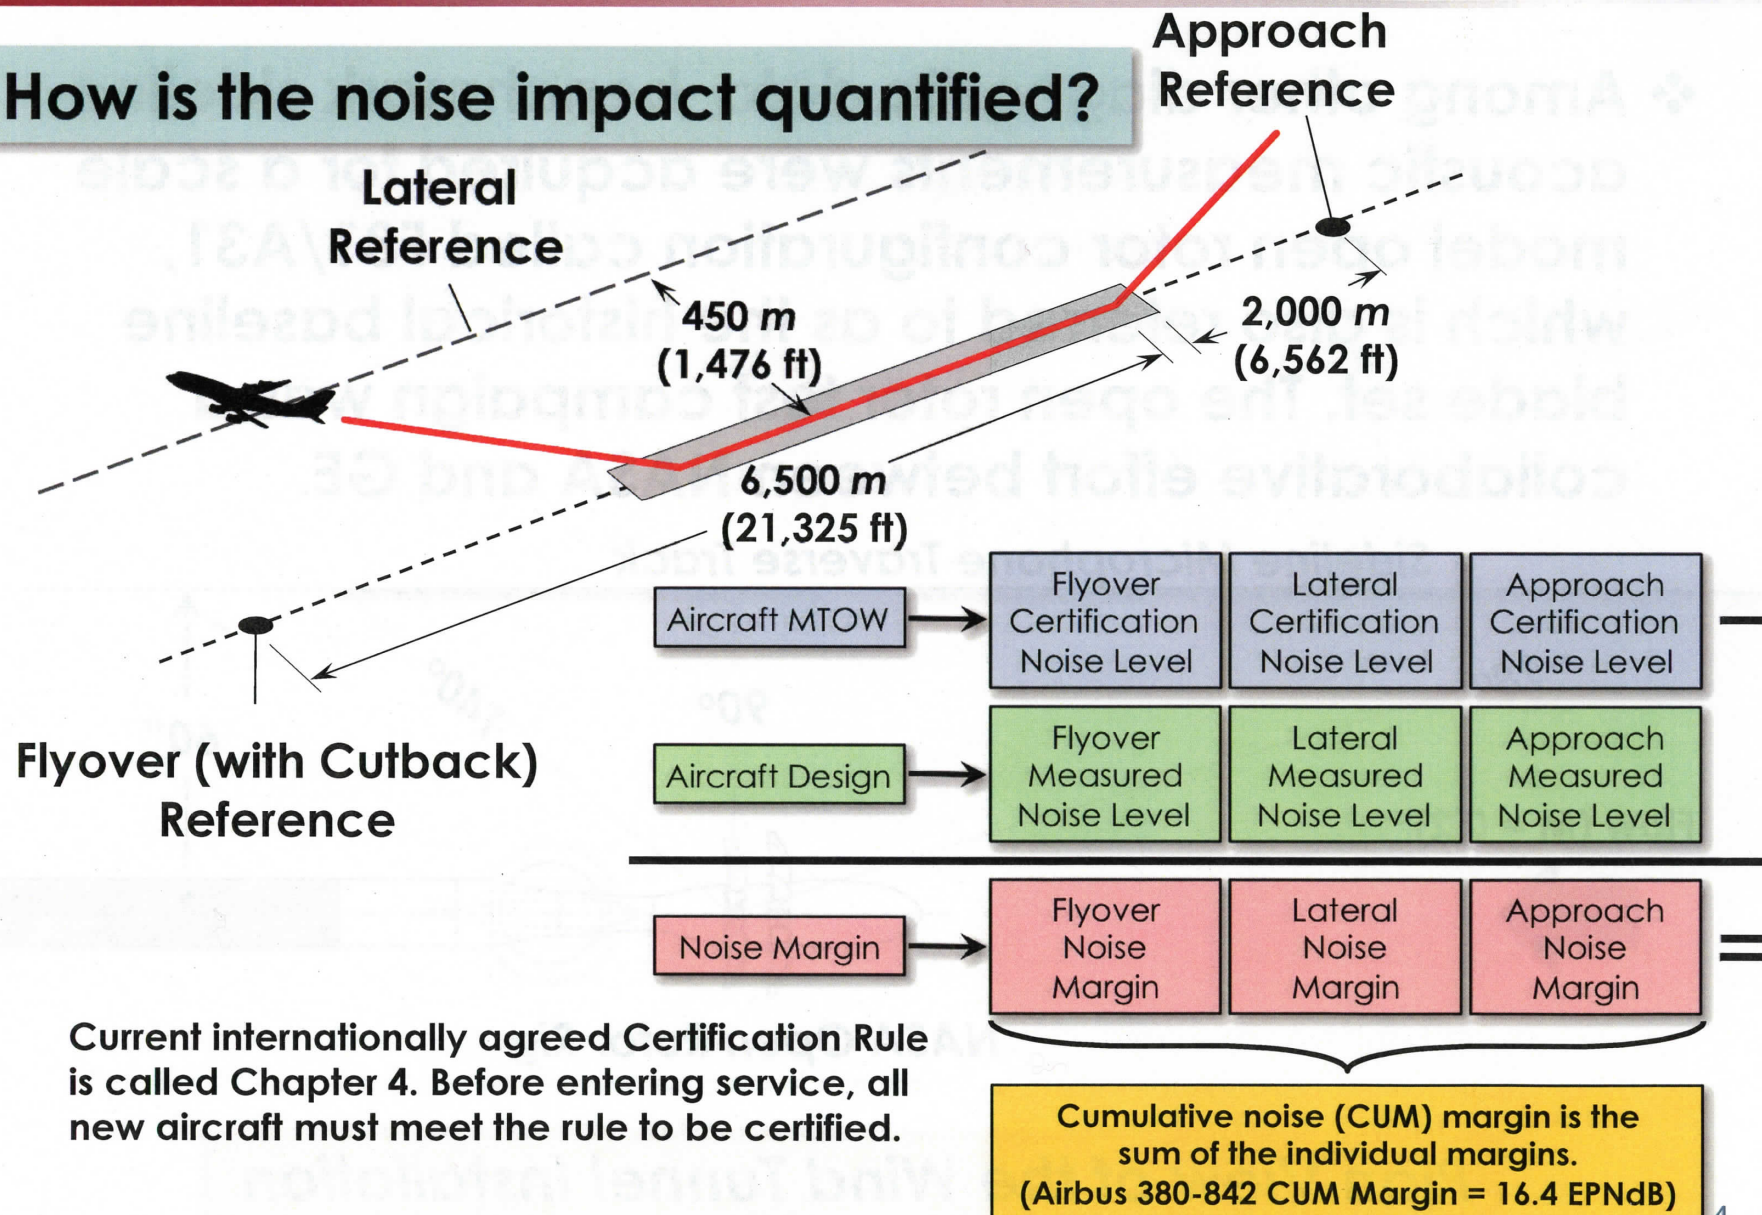 How is the noise impact quantified?
Approach
Reference
Lateral
Reference
450 m
(1,476 ft)
2,000 m
(6,562 ft)
6,500 m
(21,325 ft)
Flyover (with Cutback)
Reference
Aircraft MTOW
Flyover
Certification
Noise Level
Lateral
Certification
Noise Level
Approach
Certification
Noise Level
Aircraft Design
Flyover
Measured
Noise Level
Lateral
Measured
Noise Level
Approach
Measured
Noise Level
Noise Margin
Flyover
Noise
Margin
Lateral
Noise
Margin
Approach
Noise
Margin
Current internationally agreed Certification Rule
is called Chapter 4. Before entering service, all
new aircraft must meet the rule to be certified.
Cumulative noise (CUM) margin is the
sum of the individual margins.
(Airbus 380-842 CUM Margin = 16.4 EPNdB)